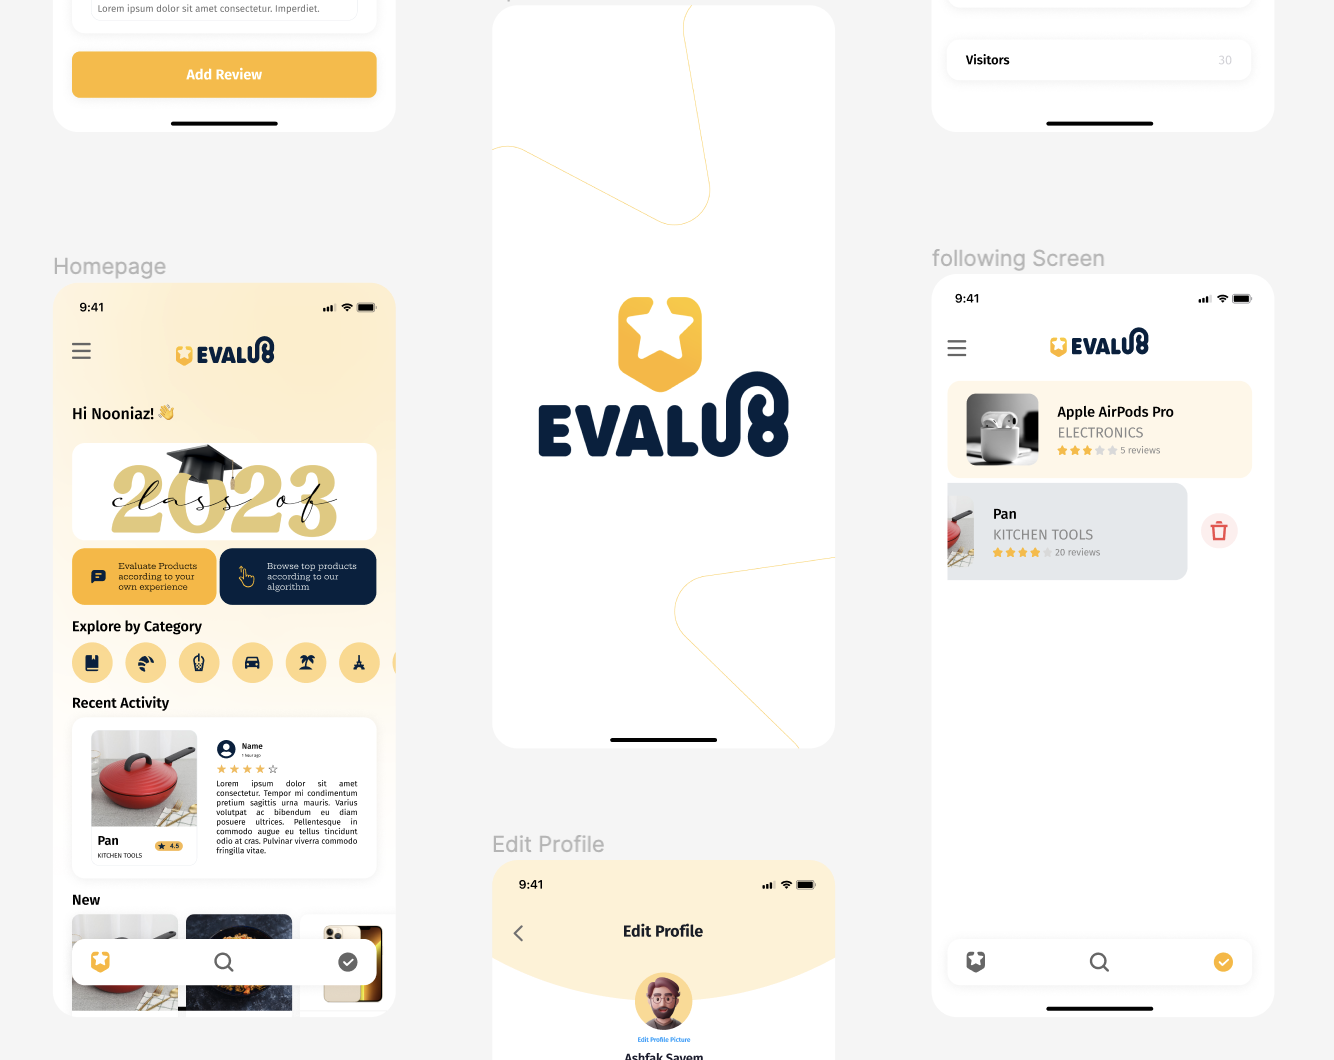 Lorem ipsum dolor sit amet consectetur. Imperdiet.
Add Review
Homepage
9:41
EVALU8
Hi Nooniaz! 👋
2023
class of
Evaluate Products
according to your
own experience
Browse top products
according to our
algorithm
Explore by Category
Recent Activity
Name
1 hour ago
Lorem ipsum dolor sit amet
consectetur. Tempor mi condimentum
pretium sagittis urna mauris. Varius
volutpat ac bibendum eu diam
posuere ultrices. Pellentesque in
commodo augue eu tellus tincidunt
odio at cras. Pulvinar viverra commodo
fringilla vitae.
Pan
4.5
KITCHEN TOOLS
New
EVALU8
Edit Profile
9:41
Edit Profile
Edit Profile Picture
Ashfak Sayem
Visitors
30
following Screen
9:41
EVALU8
Apple AirPods Pro
ELECTRONICS
5 reviews
Pan
KITCHEN TOOLS
20 reviews